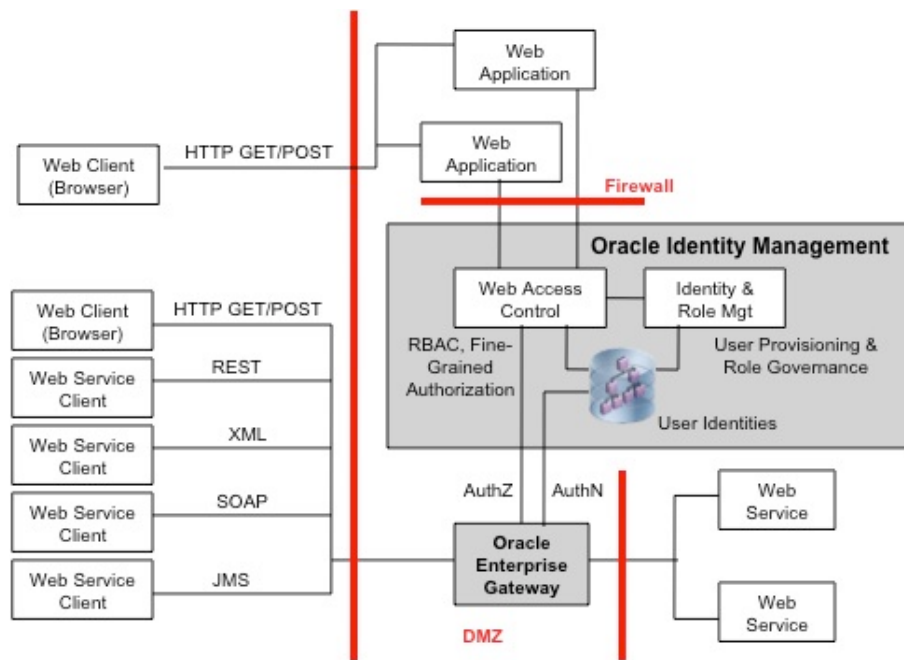 Web
Application
HTTP GET/POST
Web Client
(Browser)
Web
Application
Firewall
Oracle Identity Management
Web Access
Control
Identity &
Role Mgt
RBAC, Fine-
Grained
Authorization
User Provisioning &
Role Governance
User Identities
Web Client
(Browser)
HTTP GET/POST
Web Service
Client
REST
Web Service
Client
XML
Web Service
Client
SOAP
Web Service
Client
JMS
AuthZ
AuthN
Oracle
Enterprise
Gateway
DMZ
Web
Service
Web
Service